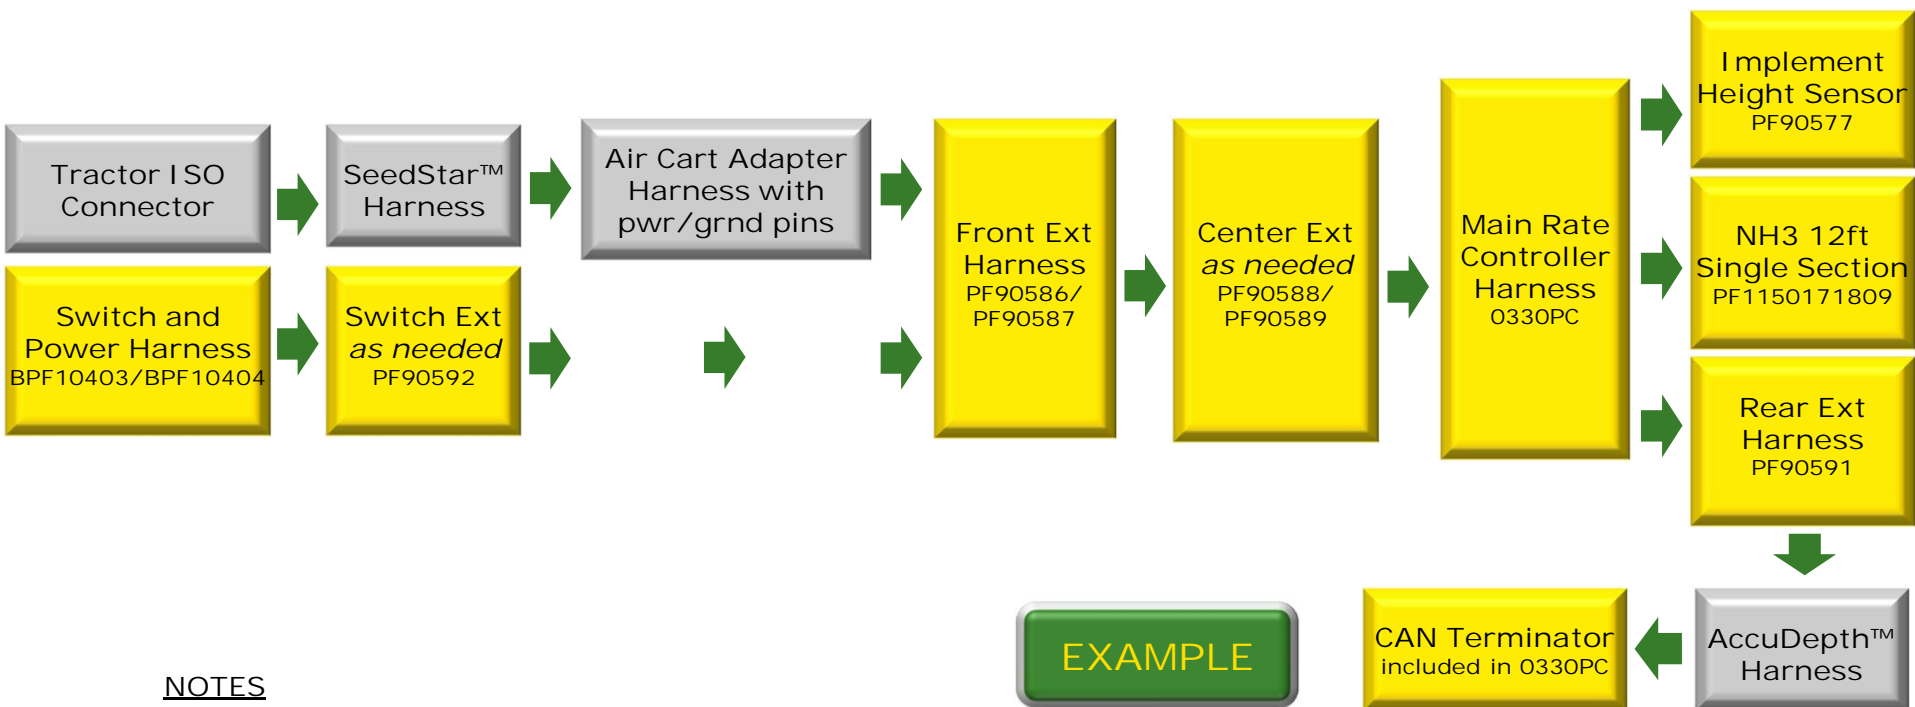 Tractor ISO
Connector
SeedStar™
Harness
Air Cart Adapter
Harness with
pwr/grnd pins
Switch and
Power Harness
BPF10403/BPF10404
Switch Ext
as needed
PF90592
Front Ext
Harness
PF90586/
PF90587
Center Ext
as needed
PF90588/
PF90589
Main Rate
Controller
Harness
0330PC
Implement
Height Sensor
PF90577
NH3 12ft
Single Section
PF1150171809
Rear Ext
Harness
PF90591
AccuDepth™
Harness
CAN Terminator
included in 0330PC
EXAMPLE
NOTES